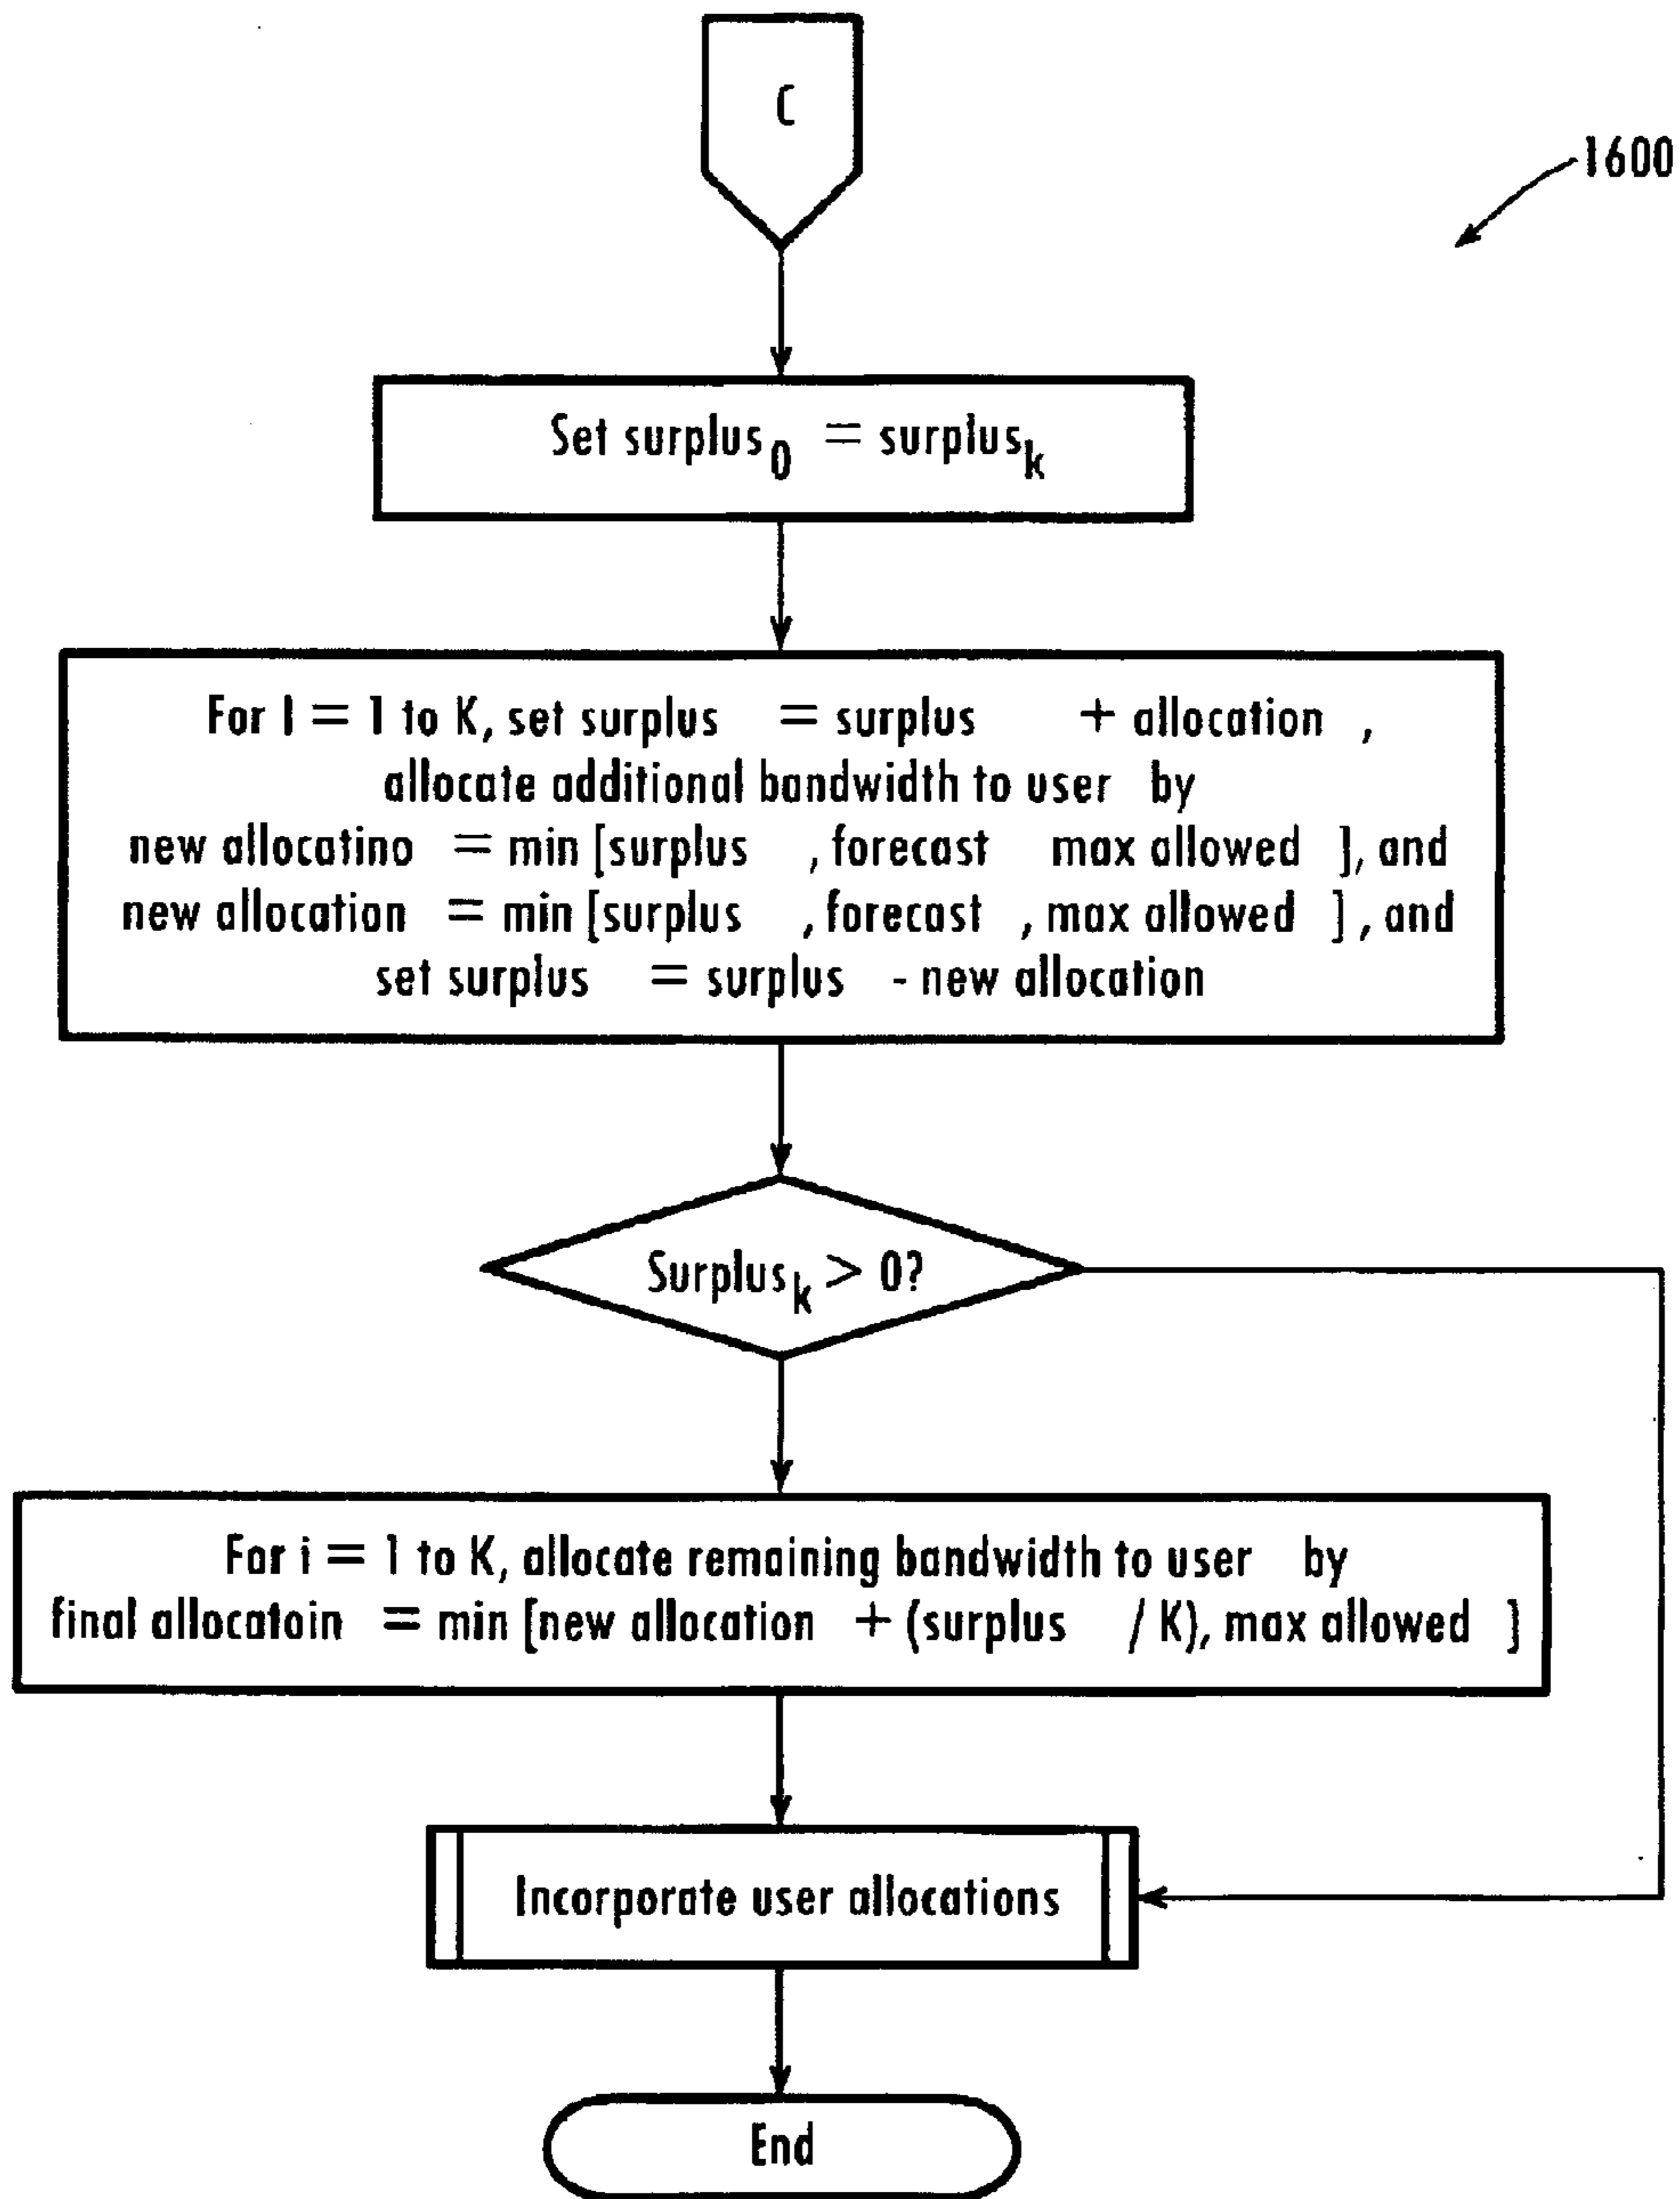 C
1600
Set surplus₀ = surplusₖ
For I = 1 to K, set surplus = surplus + allocation ,
allocate additional bandwidth to user by
new allocatino = min [surplus , forecast max allowed ], and
new allocation = min [surplus , forecast , max allowed ] , and
set surplus = surplus - new allocation
Surplusₖ > 0?
For i = 1 to K, allocate remaining bandwidth to user by
final allocatoin = min [new allocation + (surplus / K), max allowed ]
Incorporate user allocations
End